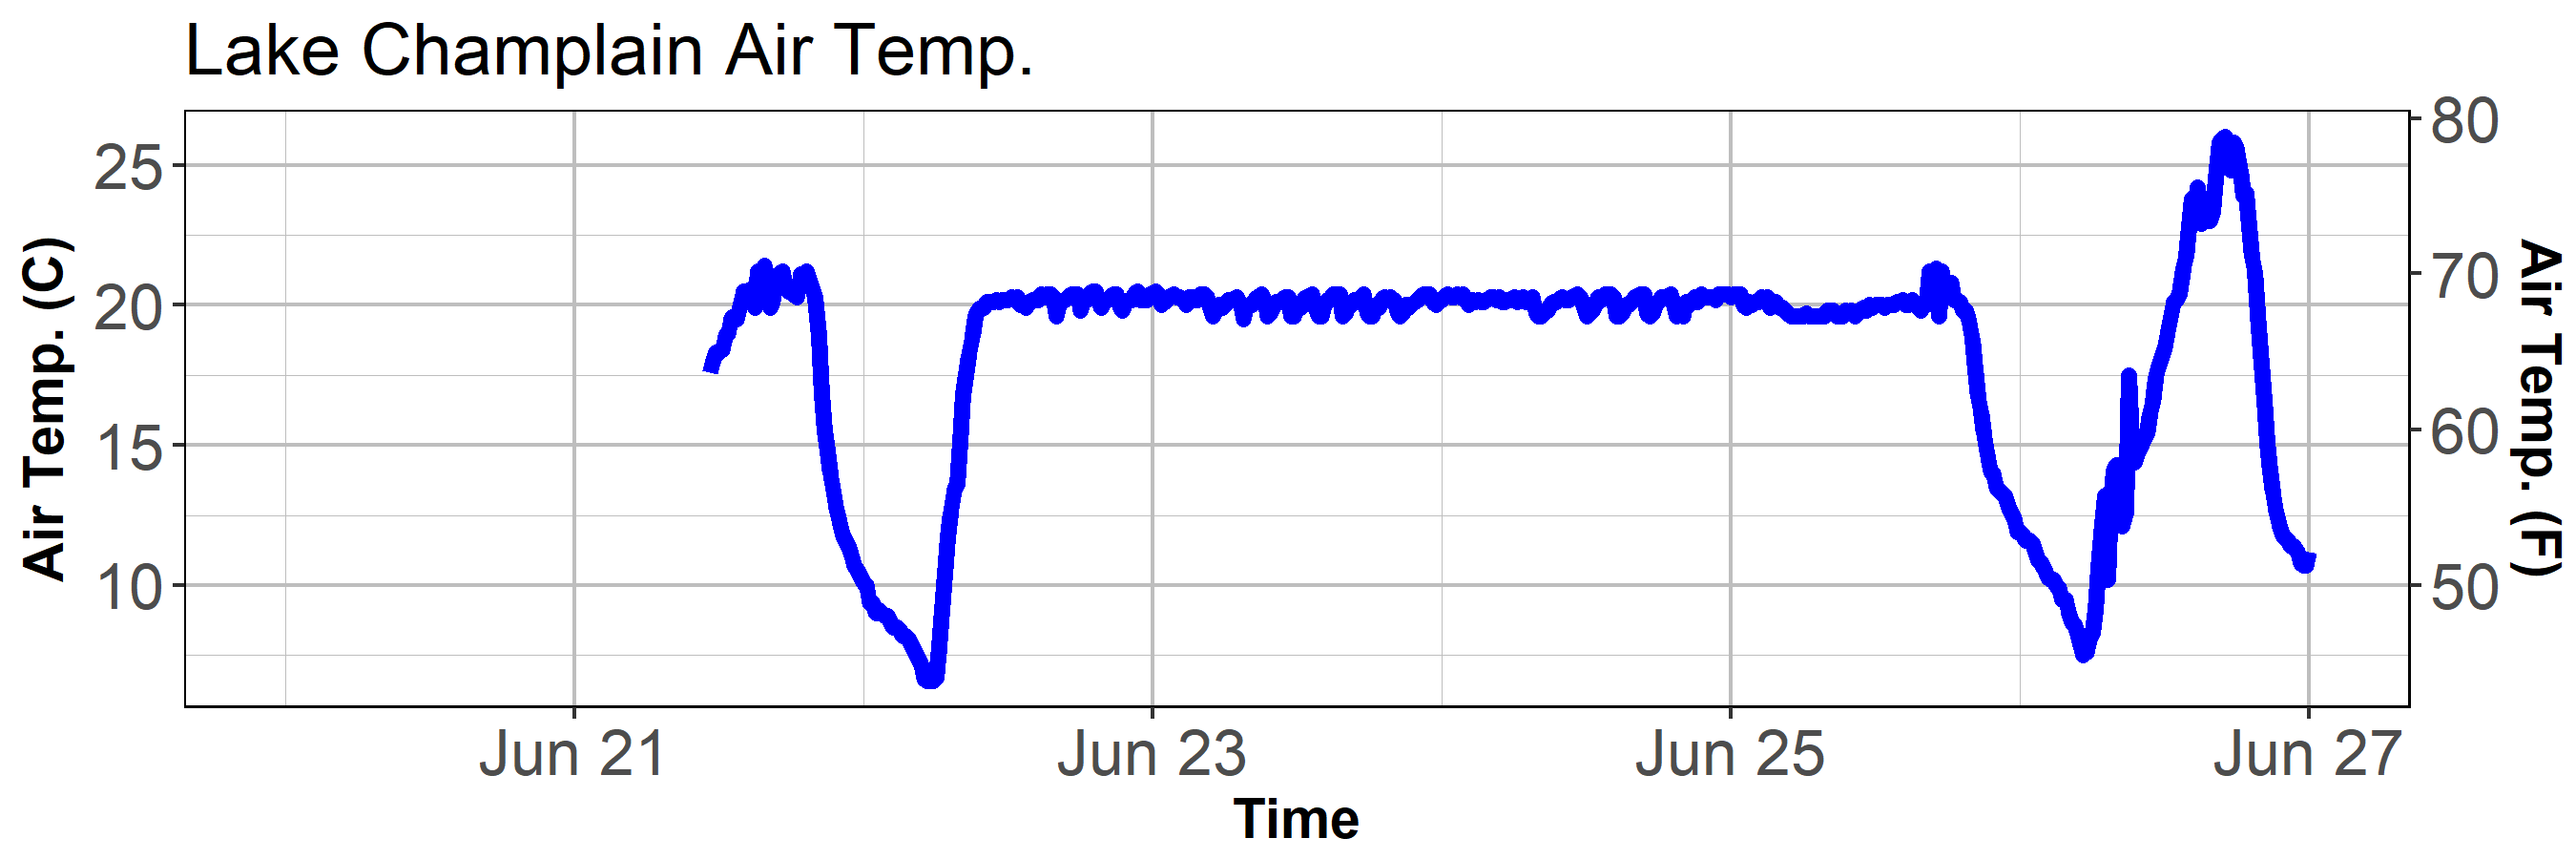 Lake Champlain Air Temp.
80
25
70
20
60
15
50
10
Air Temp. (C)
Air Temp. (F)
Jun 21 Jun 23 Jun 25 Jun 27
Time